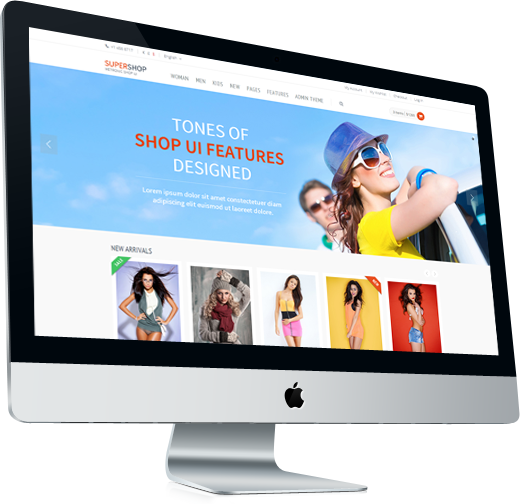 English
SUPERSHOP
WOMAN MEN KIDS NEW PAGES FEATURES ADMIN THEME
TONES OF
SHOP UI FEATURES
DESIGNED
Lorem ipsum dolor sit amet consectetuer diam
adipiscing elit euismod ut laoreet dolore.
NEW ARRIVALS
SALE